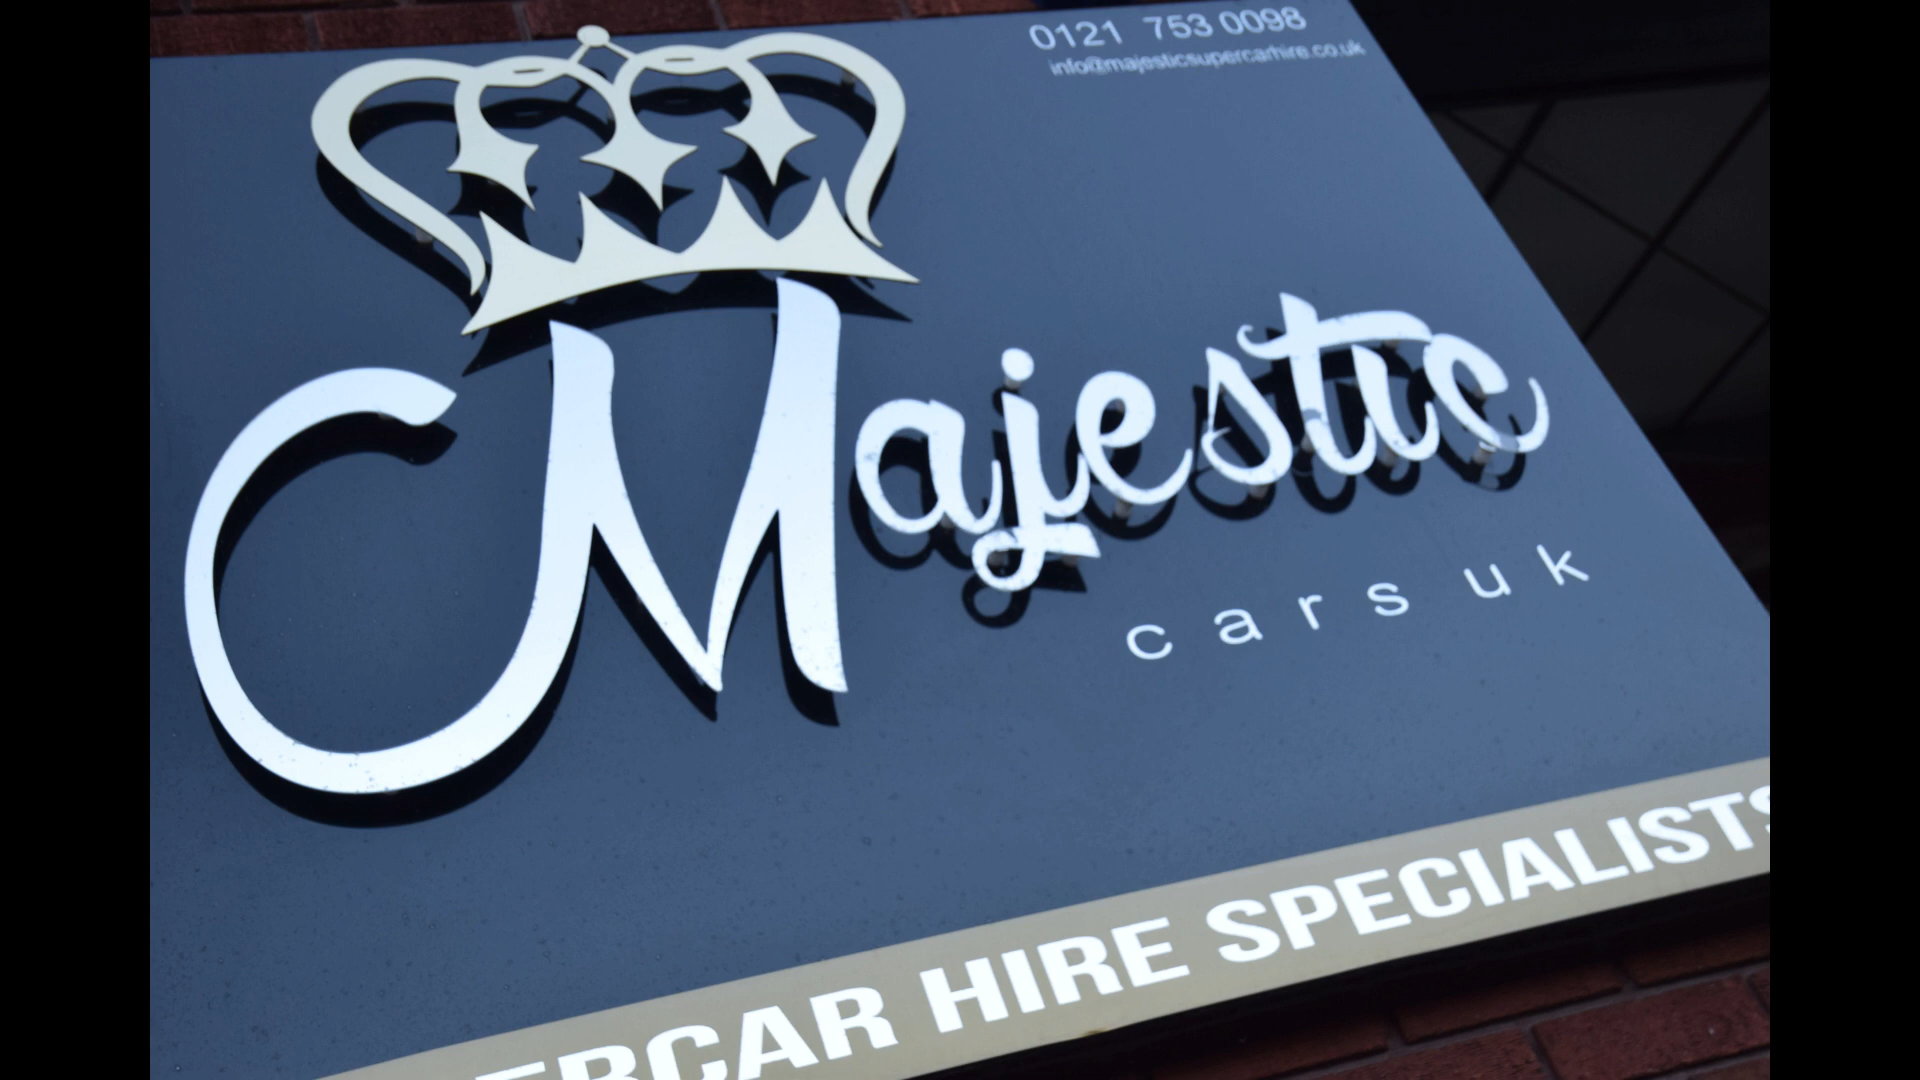 0121 753 0098
info@majesticsupercarhire.co.uk
Majestic
cars uk
ERCAR HIRE SPECIALISTS